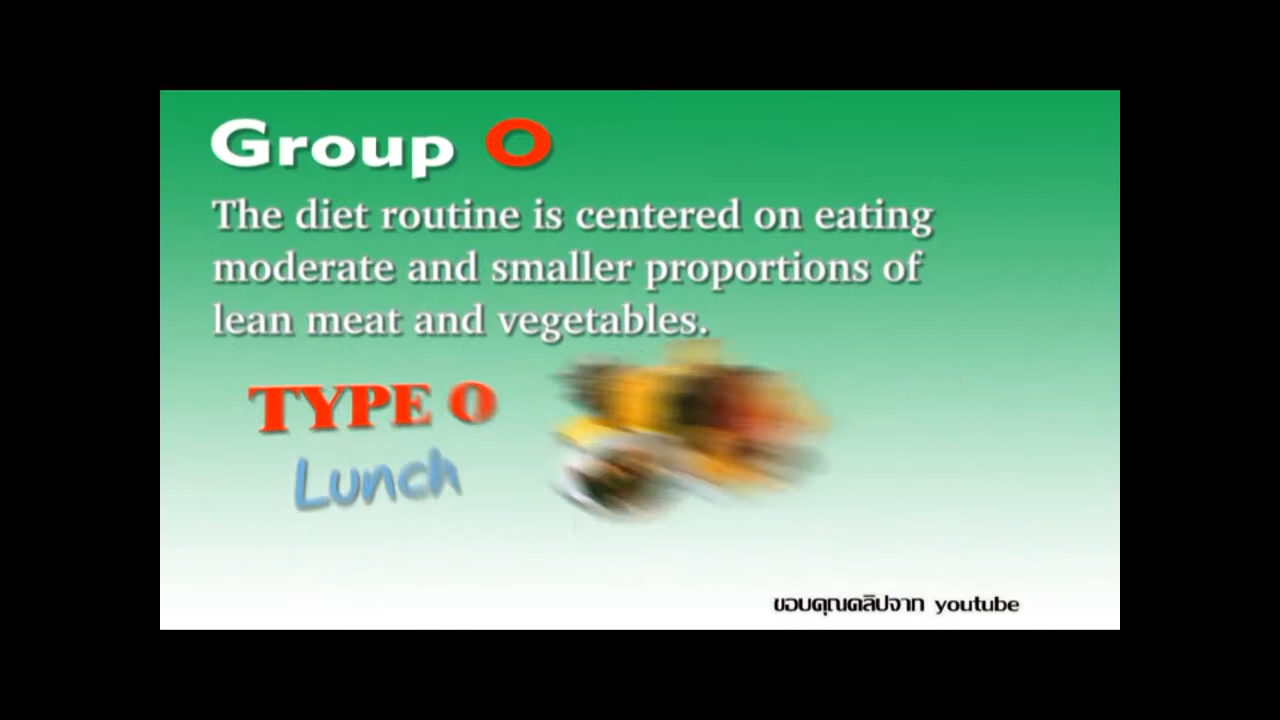 Group O
The diet routine is centered on eating
moderate and smaller proportions of
lean meat and vegetables.
TYPE O
Lunch
ขอบคุณคลิปจาก youtube